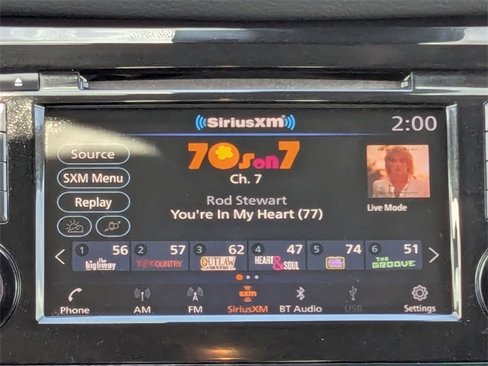 ((SiriusXM))
2:00
Source
70s on 7
SXM Menu
Ch. 7
Replay
Rod Stewart
You're In My Heart (77)
Live Mode
1 56 2 57 3 62 4 47 5 74 6 51
the highway Y2KOUNTRY OUTLAW HEART & SOUL THE GROOVE
sxm
Phone AM FM SiriusXM BT Audio USB Settings